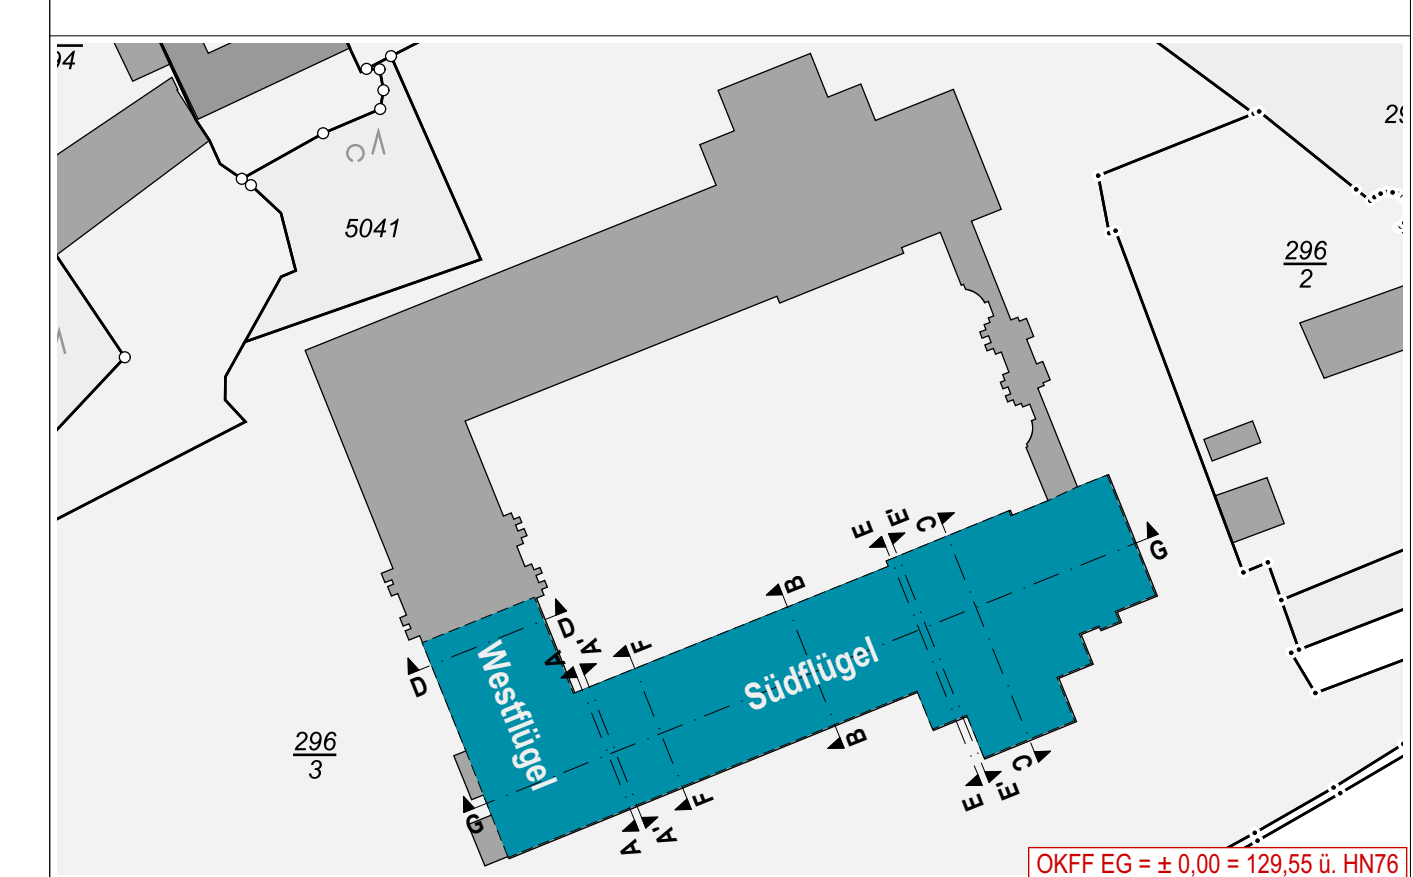 5041
296
2
E
E'
C
G
B
D
A
A'
F
Westflügel
Südflügel
D
296
3
G
B
F
A
A'
E
E'
C
OKFF EG = ± 0,00 = 129,55 ü. HN76